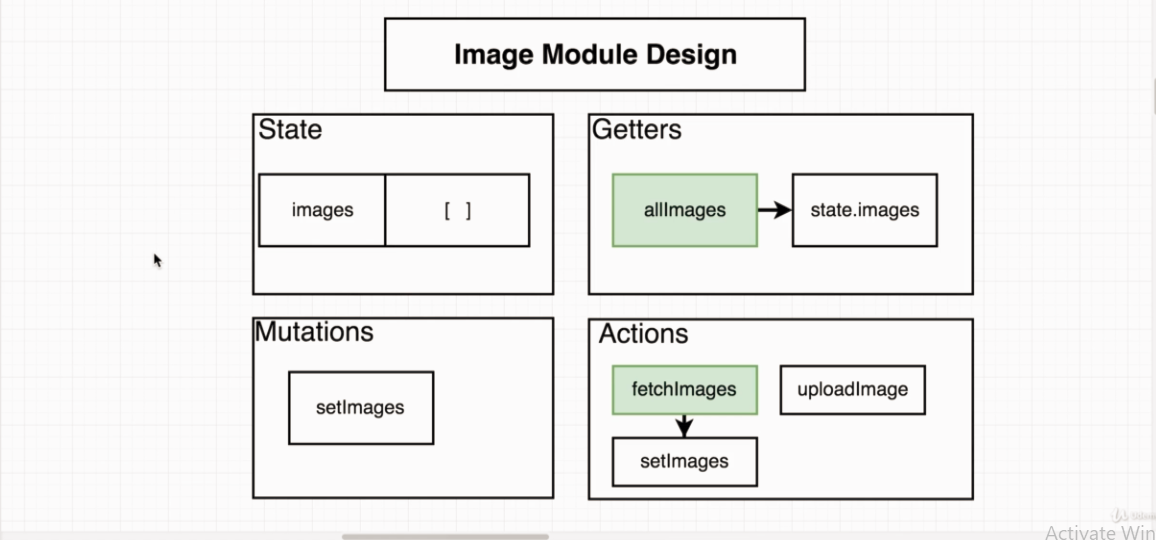 Image Module Design
State
images
[ ]
Getters
allImages
state.images
Mutations
setImages
Actions
fetchImages
uploadImage
setImages
Activate Win